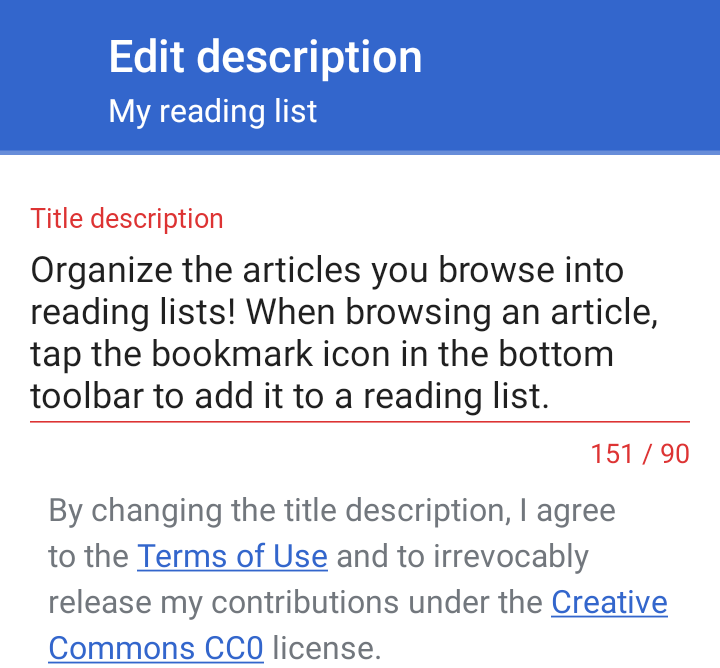 Edit description
My reading list
Title description
Organize the articles you browse into
reading lists! When browsing an article,
tap the bookmark icon in the bottom
toolbar to add it to a reading list.
151 / 90
By changing the title description, I agree
to the Terms of Use and to irrevocably
release my contributions under the Creative
Commons CC0 license.